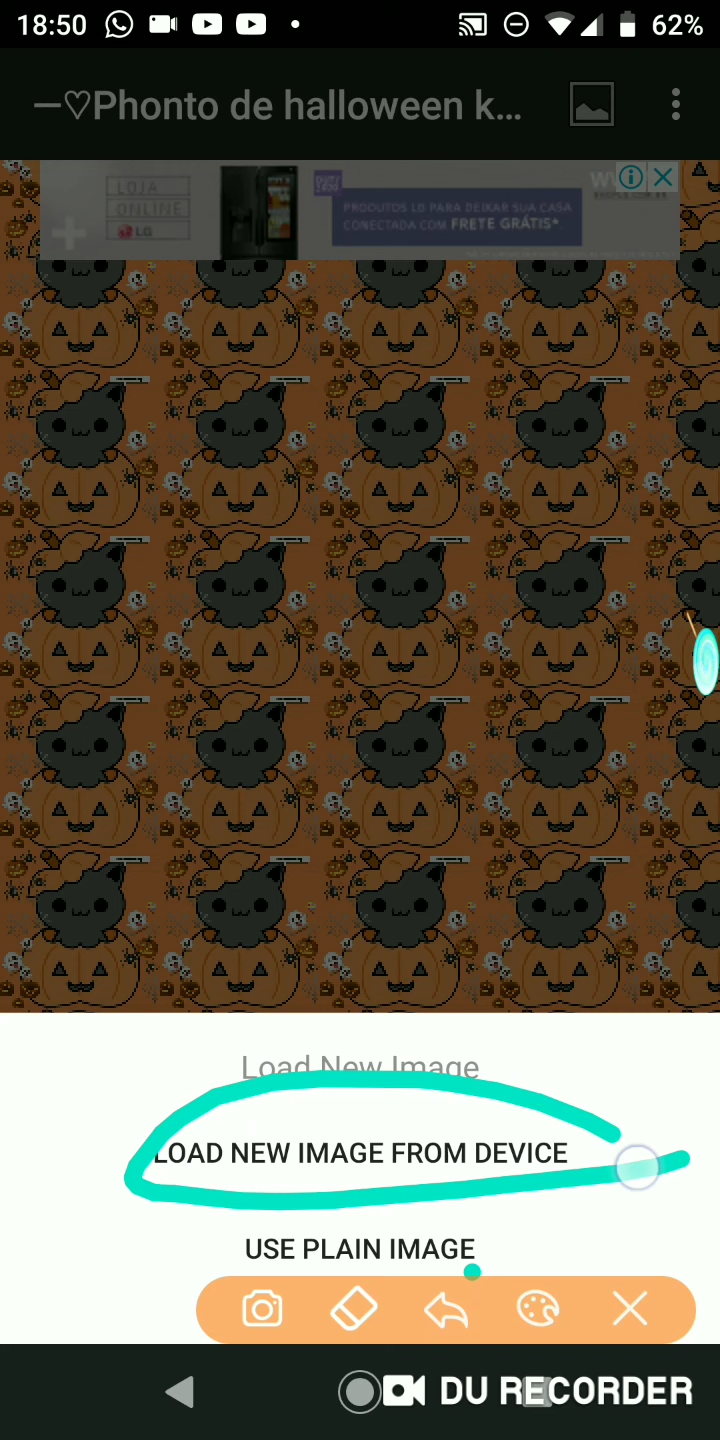 18:50
62%
—♡Phonto de halloween k...
LOJA
ONLINE
LG
PRODUTOS LG PARA DEIXAR SUA CASA
CONECTADA COM FRETE GRÁTIS*.
Load New Image
LOAD NEW IMAGE FROM DEVICE
USE PLAIN IMAGE
DU RECORDER